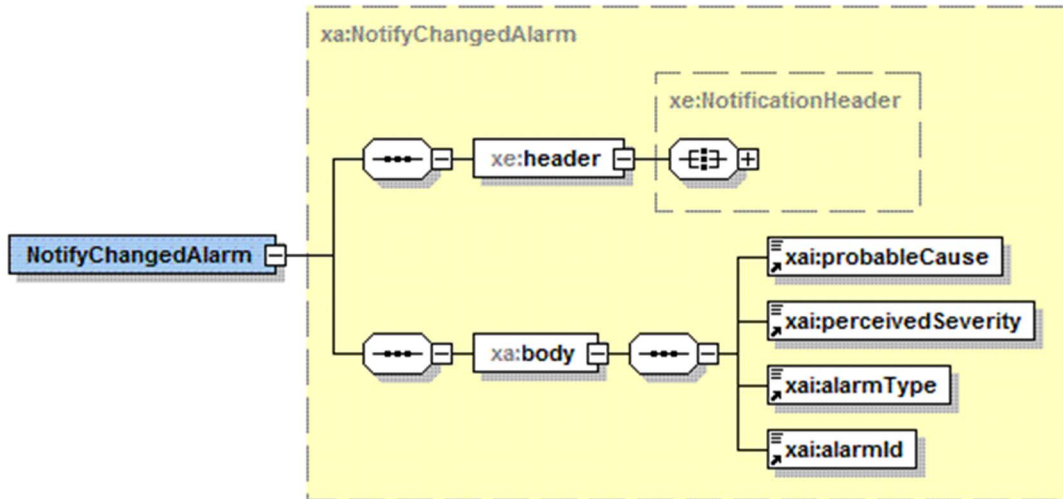 xa:NotifyChangedAlarm
xe:NotificationHeader
xe:header
NotifyChangedAlarm
xai:probableCause
xai:perceivedSeverity
xa:body
xai:alarmType
xai:alarmId